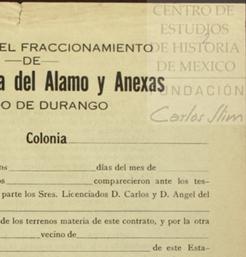 CENTRO DE
ESTUDIOS
DE HISTORIA
DE MEXICO
FUNDACIÓN
Carlos Slim
EL FRACCIONAMIENTO
—DE—
a del Alamo y Anexas
O DE DURANGO
Colonia
os días del mes de
os comparecieron ante los tes-
parte los Sres. Licenciados D. Carlos y D. Angel del
de los terrenos materia de este contrato, y por la otra
vecino de
de este Esta-